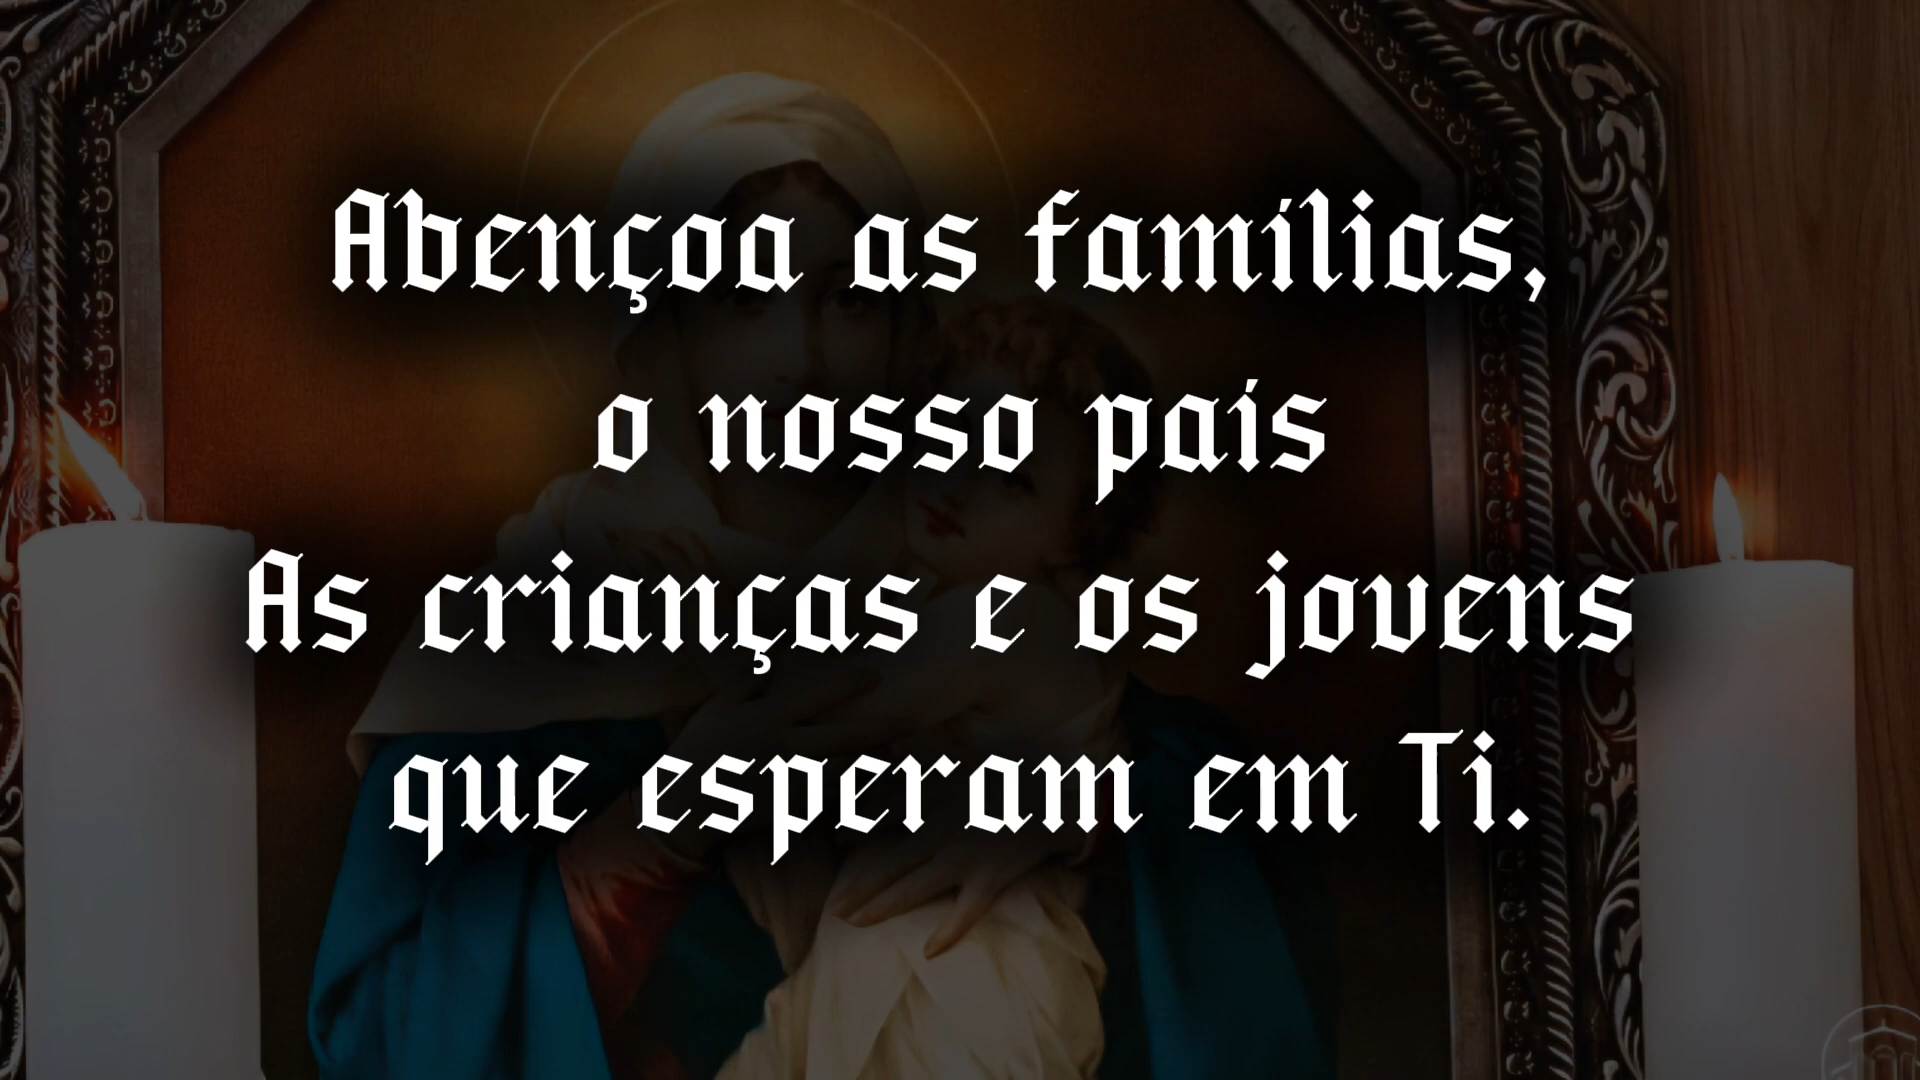 Abençoa as famílias,
o nosso país
As crianças e os jovens
que esperam em Ti.